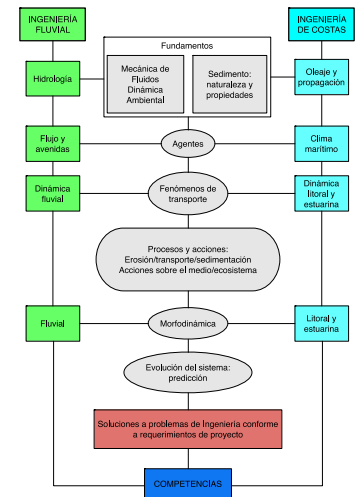 INGENIERÍA
FLUVIAL
INGENIERÍA
DE COSTAS
Fundamentos
Hidrología
Mecánica de
Fluidos
Dinámica
Ambiental
Sedimento:
naturaleza y
propiedades
Oleaje y
propagación
Flujo y
avenidas
Agentes
Clima
marítimo
Dinámica
fluvial
Fenómenos de
transporte
Dinámica
litoral y
estuarina
Procesos y acciones:
Erosión/transporte/sedimentación
Acciones sobre el medio/ecosistema
Fluvial
Morfodinámica
Litoral y
estuarina
Evolución del sistema:
predicción
Soluciones a problemas de Ingeniería conforme
a requerimientos de proyecto
COMPETENCÍAS